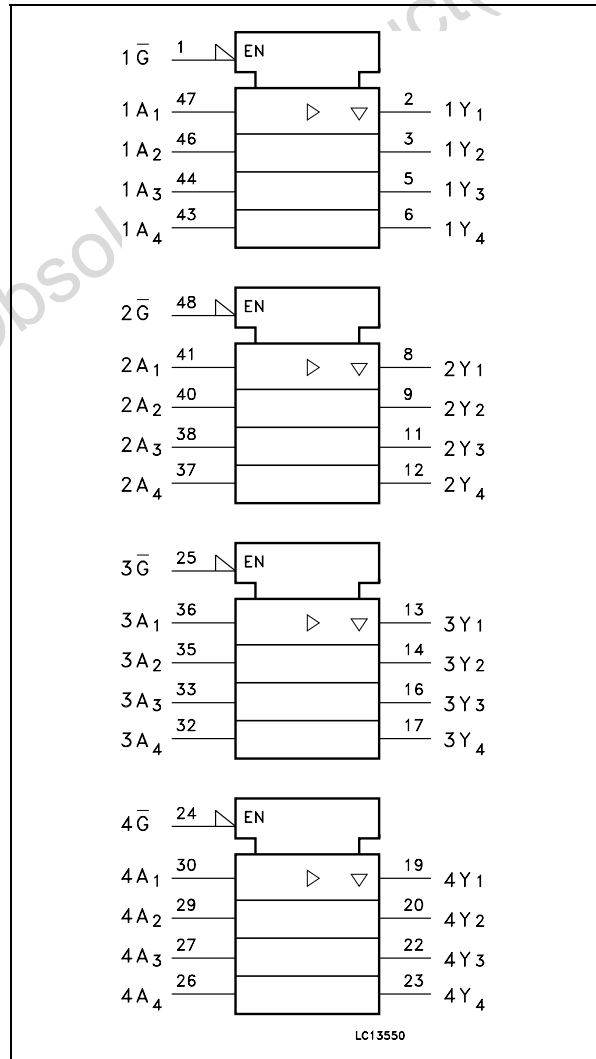 1G̅ 1 EN
1A1 47 2 1Y1
1A2 46 3 1Y2
1A3 44 5 1Y3
1A4 43 6 1Y4
2G̅ 48 EN
2A1 41 8 2Y1
2A2 40 9 2Y2
2A3 38 11 2Y3
2A4 37 12 2Y4
3G̅ 25 EN
3A1 36 13 3Y1
3A2 35 14 3Y2
3A3 33 16 3Y3
3A4 32 17 3Y4
4G̅ 24 EN
4A1 30 19 4Y1
4A2 29 20 4Y2
4A3 27 22 4Y3
4A4 26 23 4Y4
LC13550